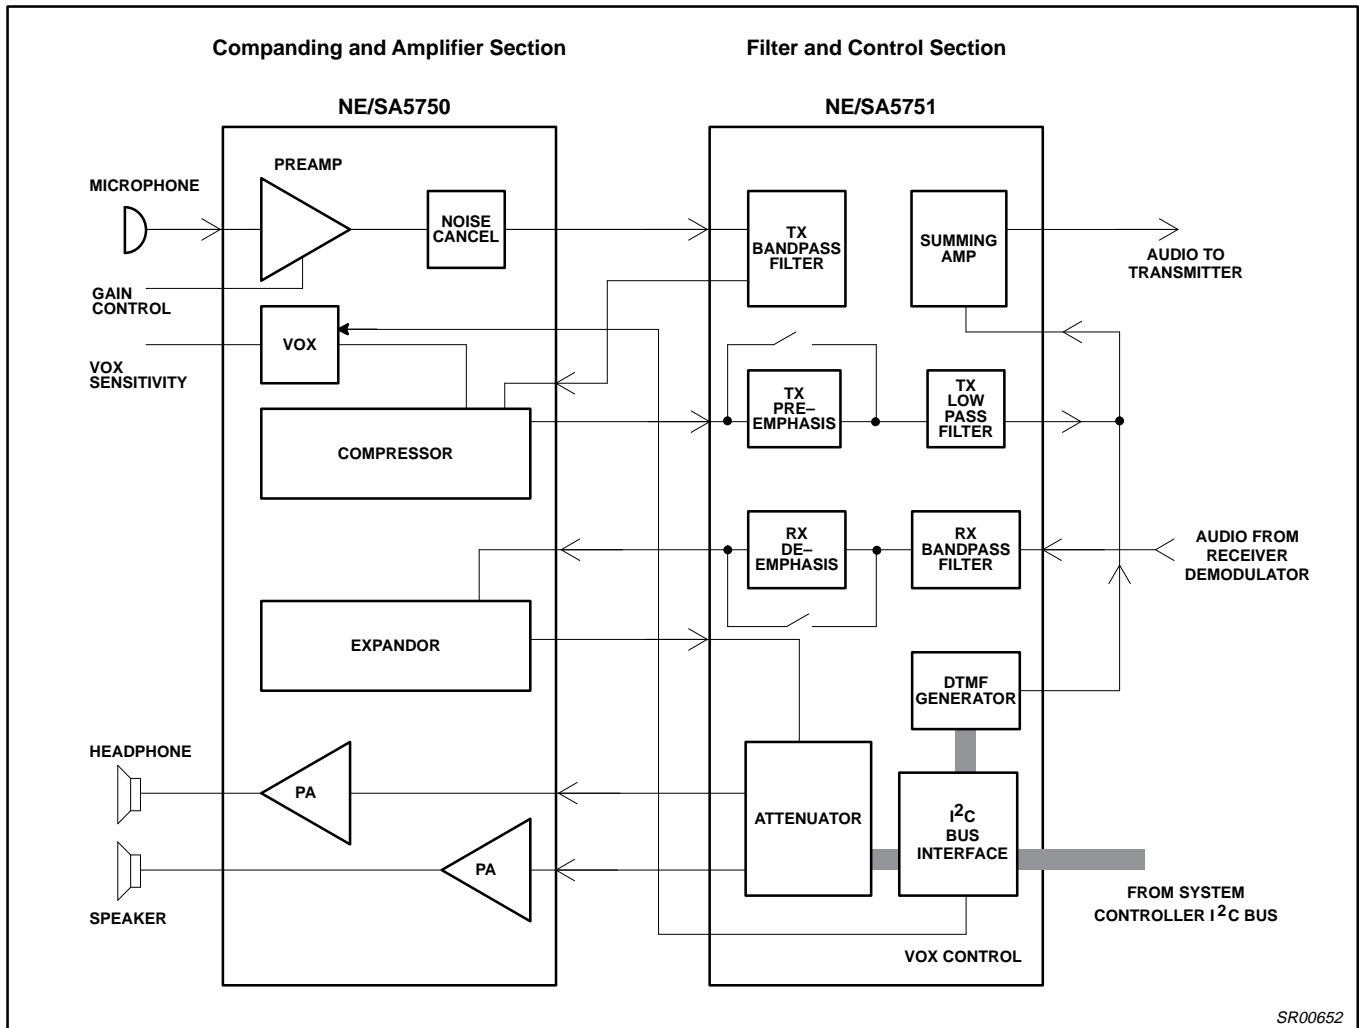 Companding and Amplifier Section
Filter and Control Section
NE/SA5750
NE/SA5751
PREAMP
MICROPHONE
NOISE
CANCEL
TX
BANDPASS
FILTER
SUMMING
AMP
AUDIO TO
TRANSMITTER
GAIN
CONTROL
VOX
VOX
SENSITIVITY
COMPRESSOR
TX
PRE–
EMPHASIS
TX
LOW
PASS
FILTER
RX
DE–
EMPHASIS
RX
BANDPASS
FILTER
AUDIO FROM
RECEIVER
DEMODULATOR
EXPANDOR
DTMF
GENERATOR
HEADPHONE
PA
ATTENUATOR
I²C
BUS
INTERFACE
PA
SPEAKER
FROM SYSTEM
CONTROLLER I²C BUS
VOX CONTROL
SR00652